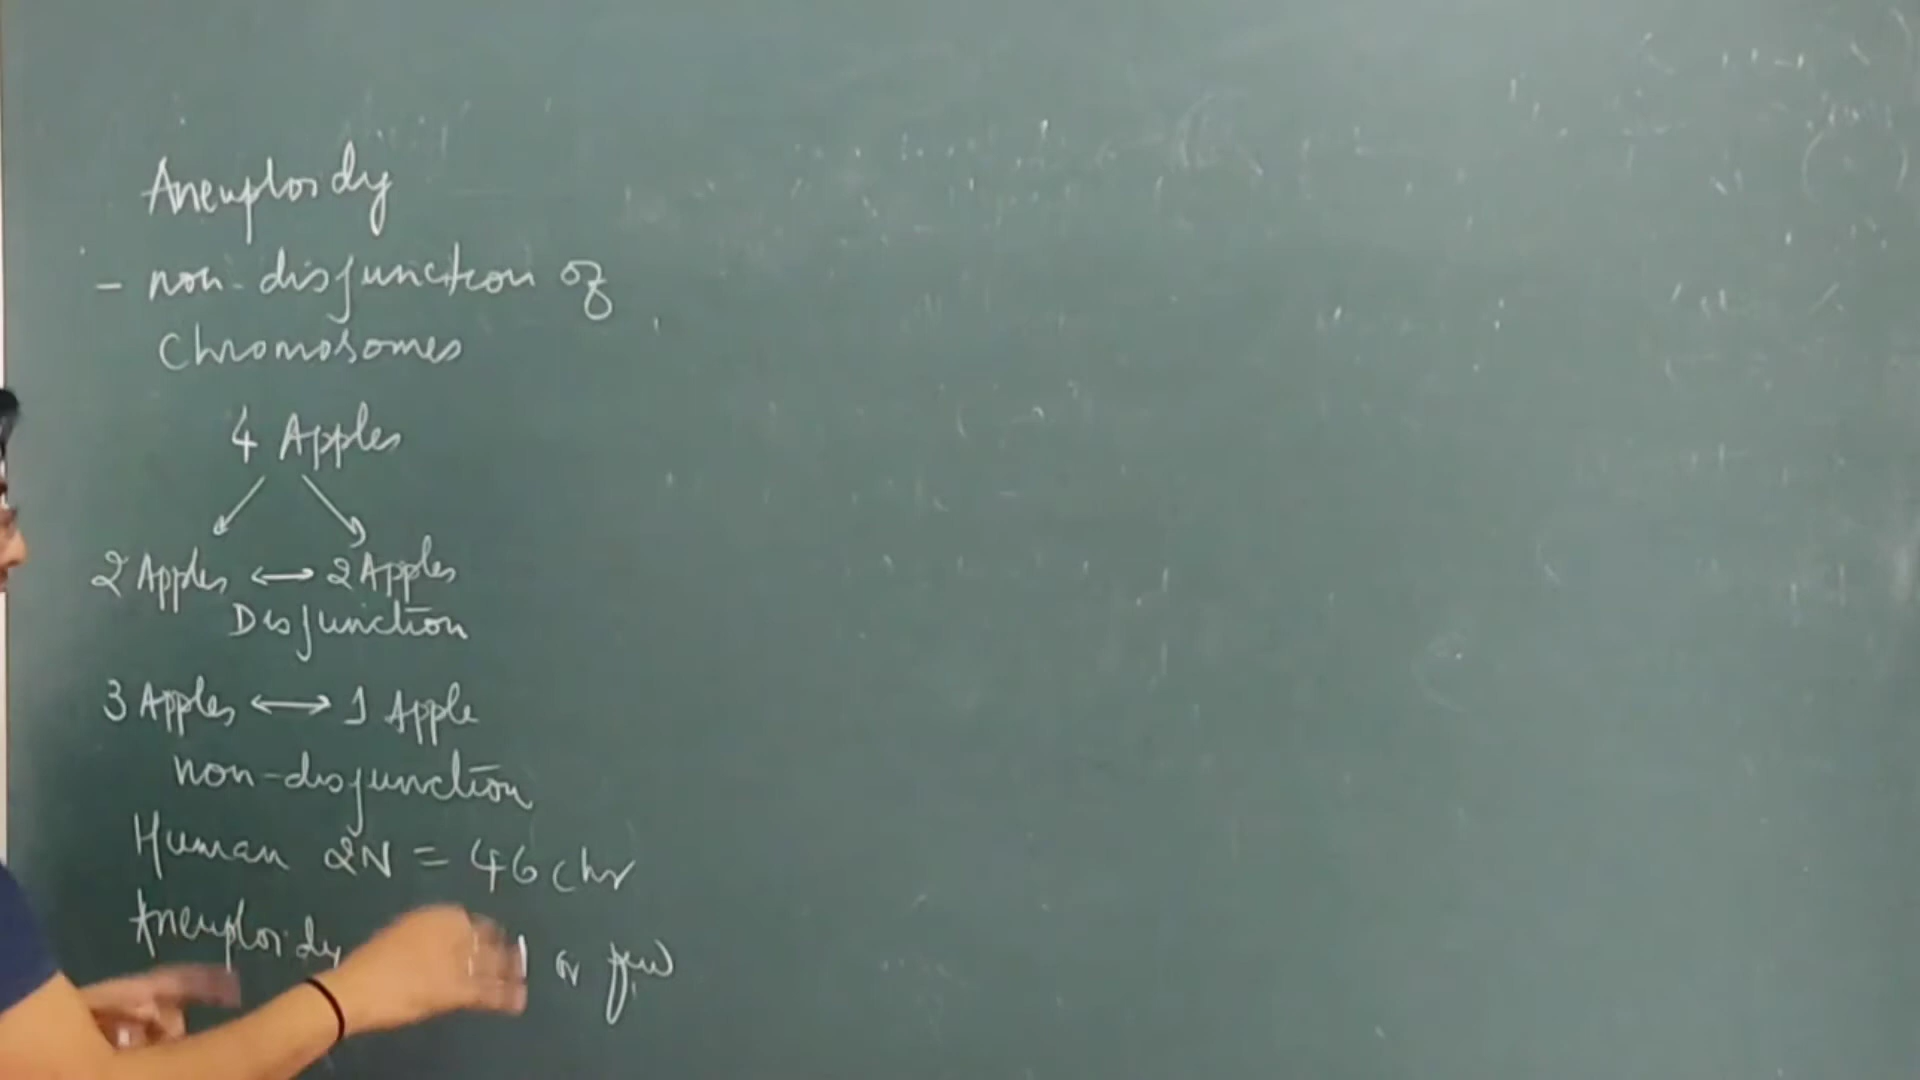 Aneuploidy
- non-disjunction of
Chromosomes
4 Apples
2 Apples ↔ 2 Apples
Disjunction
3 Apples ↔ 1 Apple
non-disjunction
Human 2N = 46 chr
Aneuploidy 1 or few